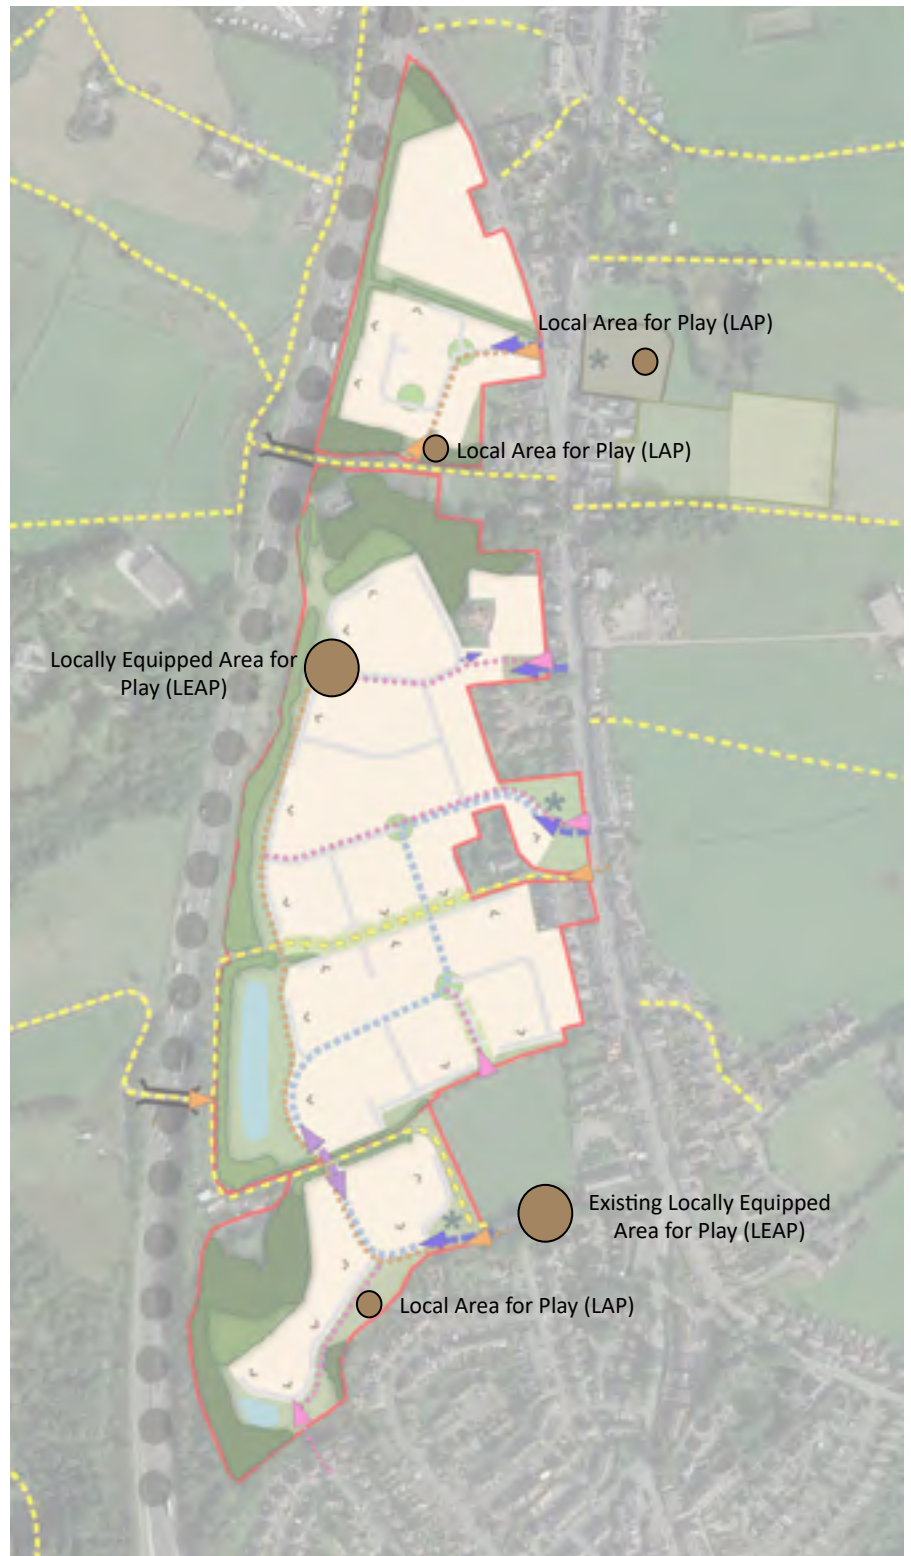 Local Area for Play (LAP)
Local Area for Play (LAP)
Locally Equipped Area for
Play (LEAP)
Existing Locally Equipped
Area for Play (LEAP)
Local Area for Play (LAP)